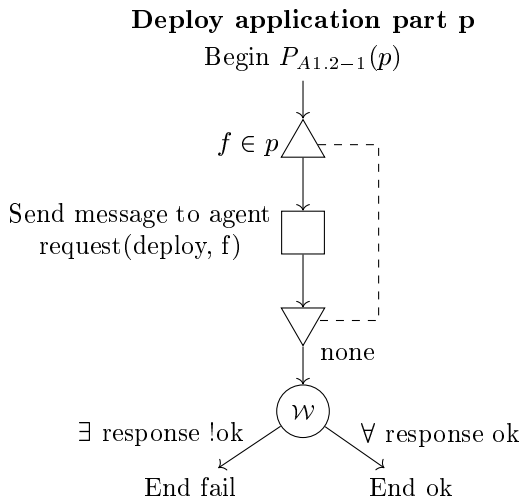 Deploy application part p
Begin P_{A1.2−1}(p)
f ∈ p
Send message to agent
request(deploy, f)
none
𝒲
∃ response !ok
∀ response ok
End fail
End ok